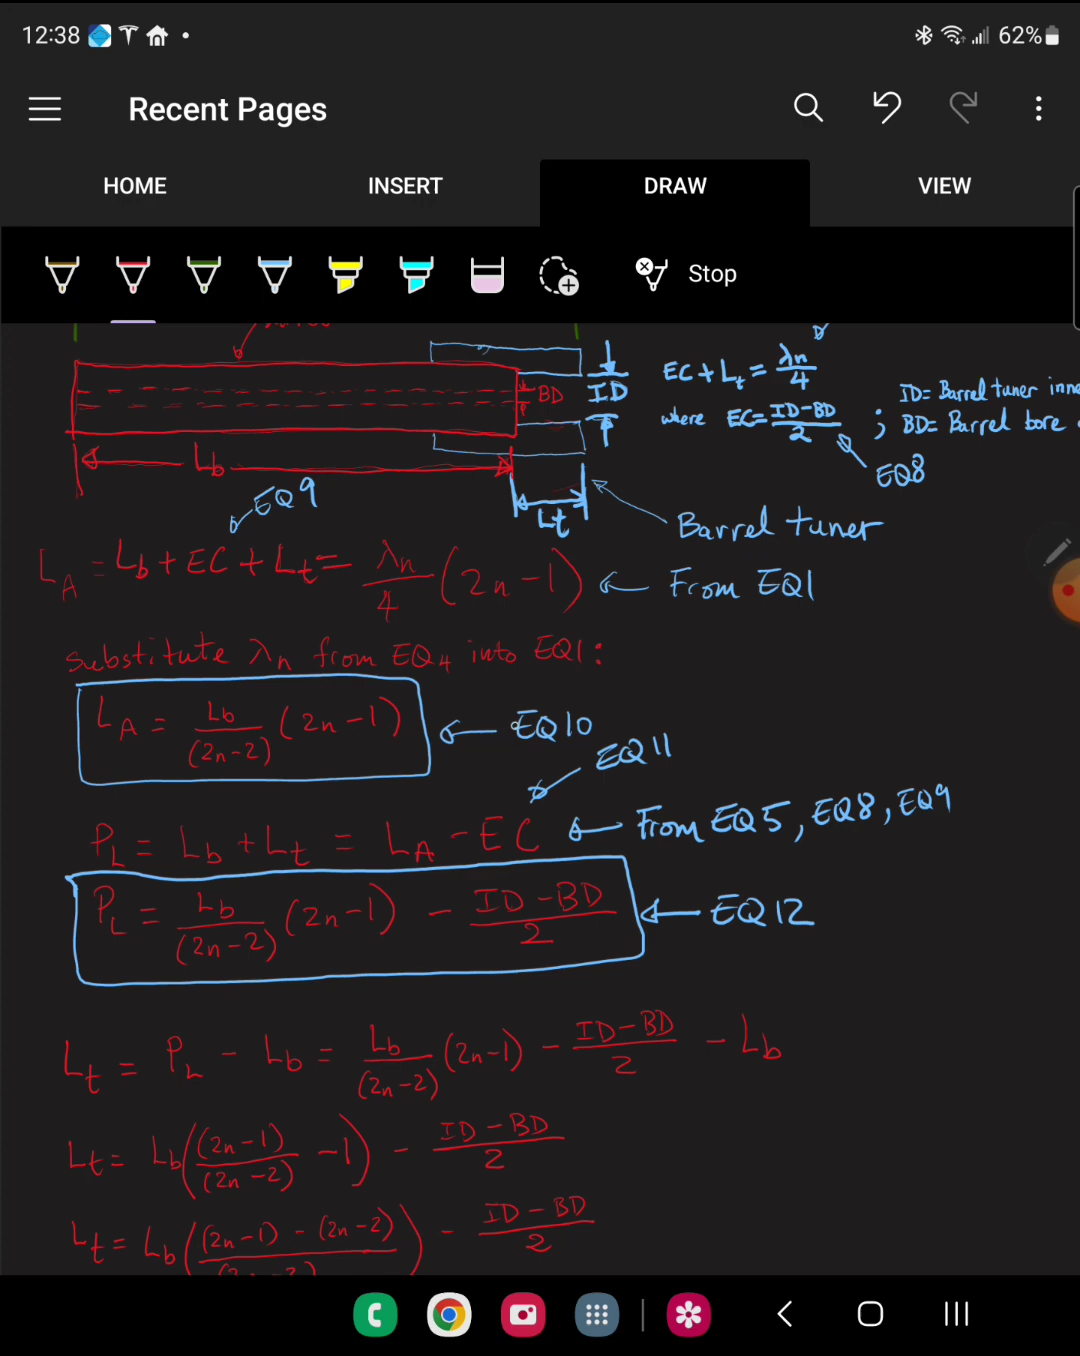 12:38 62%
Recent Pages
HOME INSERT DRAW VIEW
Stop
BD
ID
EC + Lt = λn/4
ID= Barrel tuner inne
where EC= (ID-BD)/2 ; BD= Barrel bore
EQ8
Lb
EQ9
Lt
Barrel tuner
LA = Lb + EC + Lt = λn/4 (2n-1) ← From EQ1
substitute λn from EQ4 into EQ1:
LA = Lb/(2n-2) (2n-1) ← EQ10
EQ11
PL = Lb + Lt = LA - EC ← From EQ5, EQ8, EQ9
PL = Lb/(2n-2) (2n-1) - (ID-BD)/2 ← EQ12
Lt = PL - Lb = Lb/(2n-2) (2n-1) - (ID-BD)/2 - Lb
Lt = Lb((2n-1)/(2n-2) -1) - (ID-BD)/2
Lt = Lb((2n-1) - (2n-2)) - (ID-BD)/2